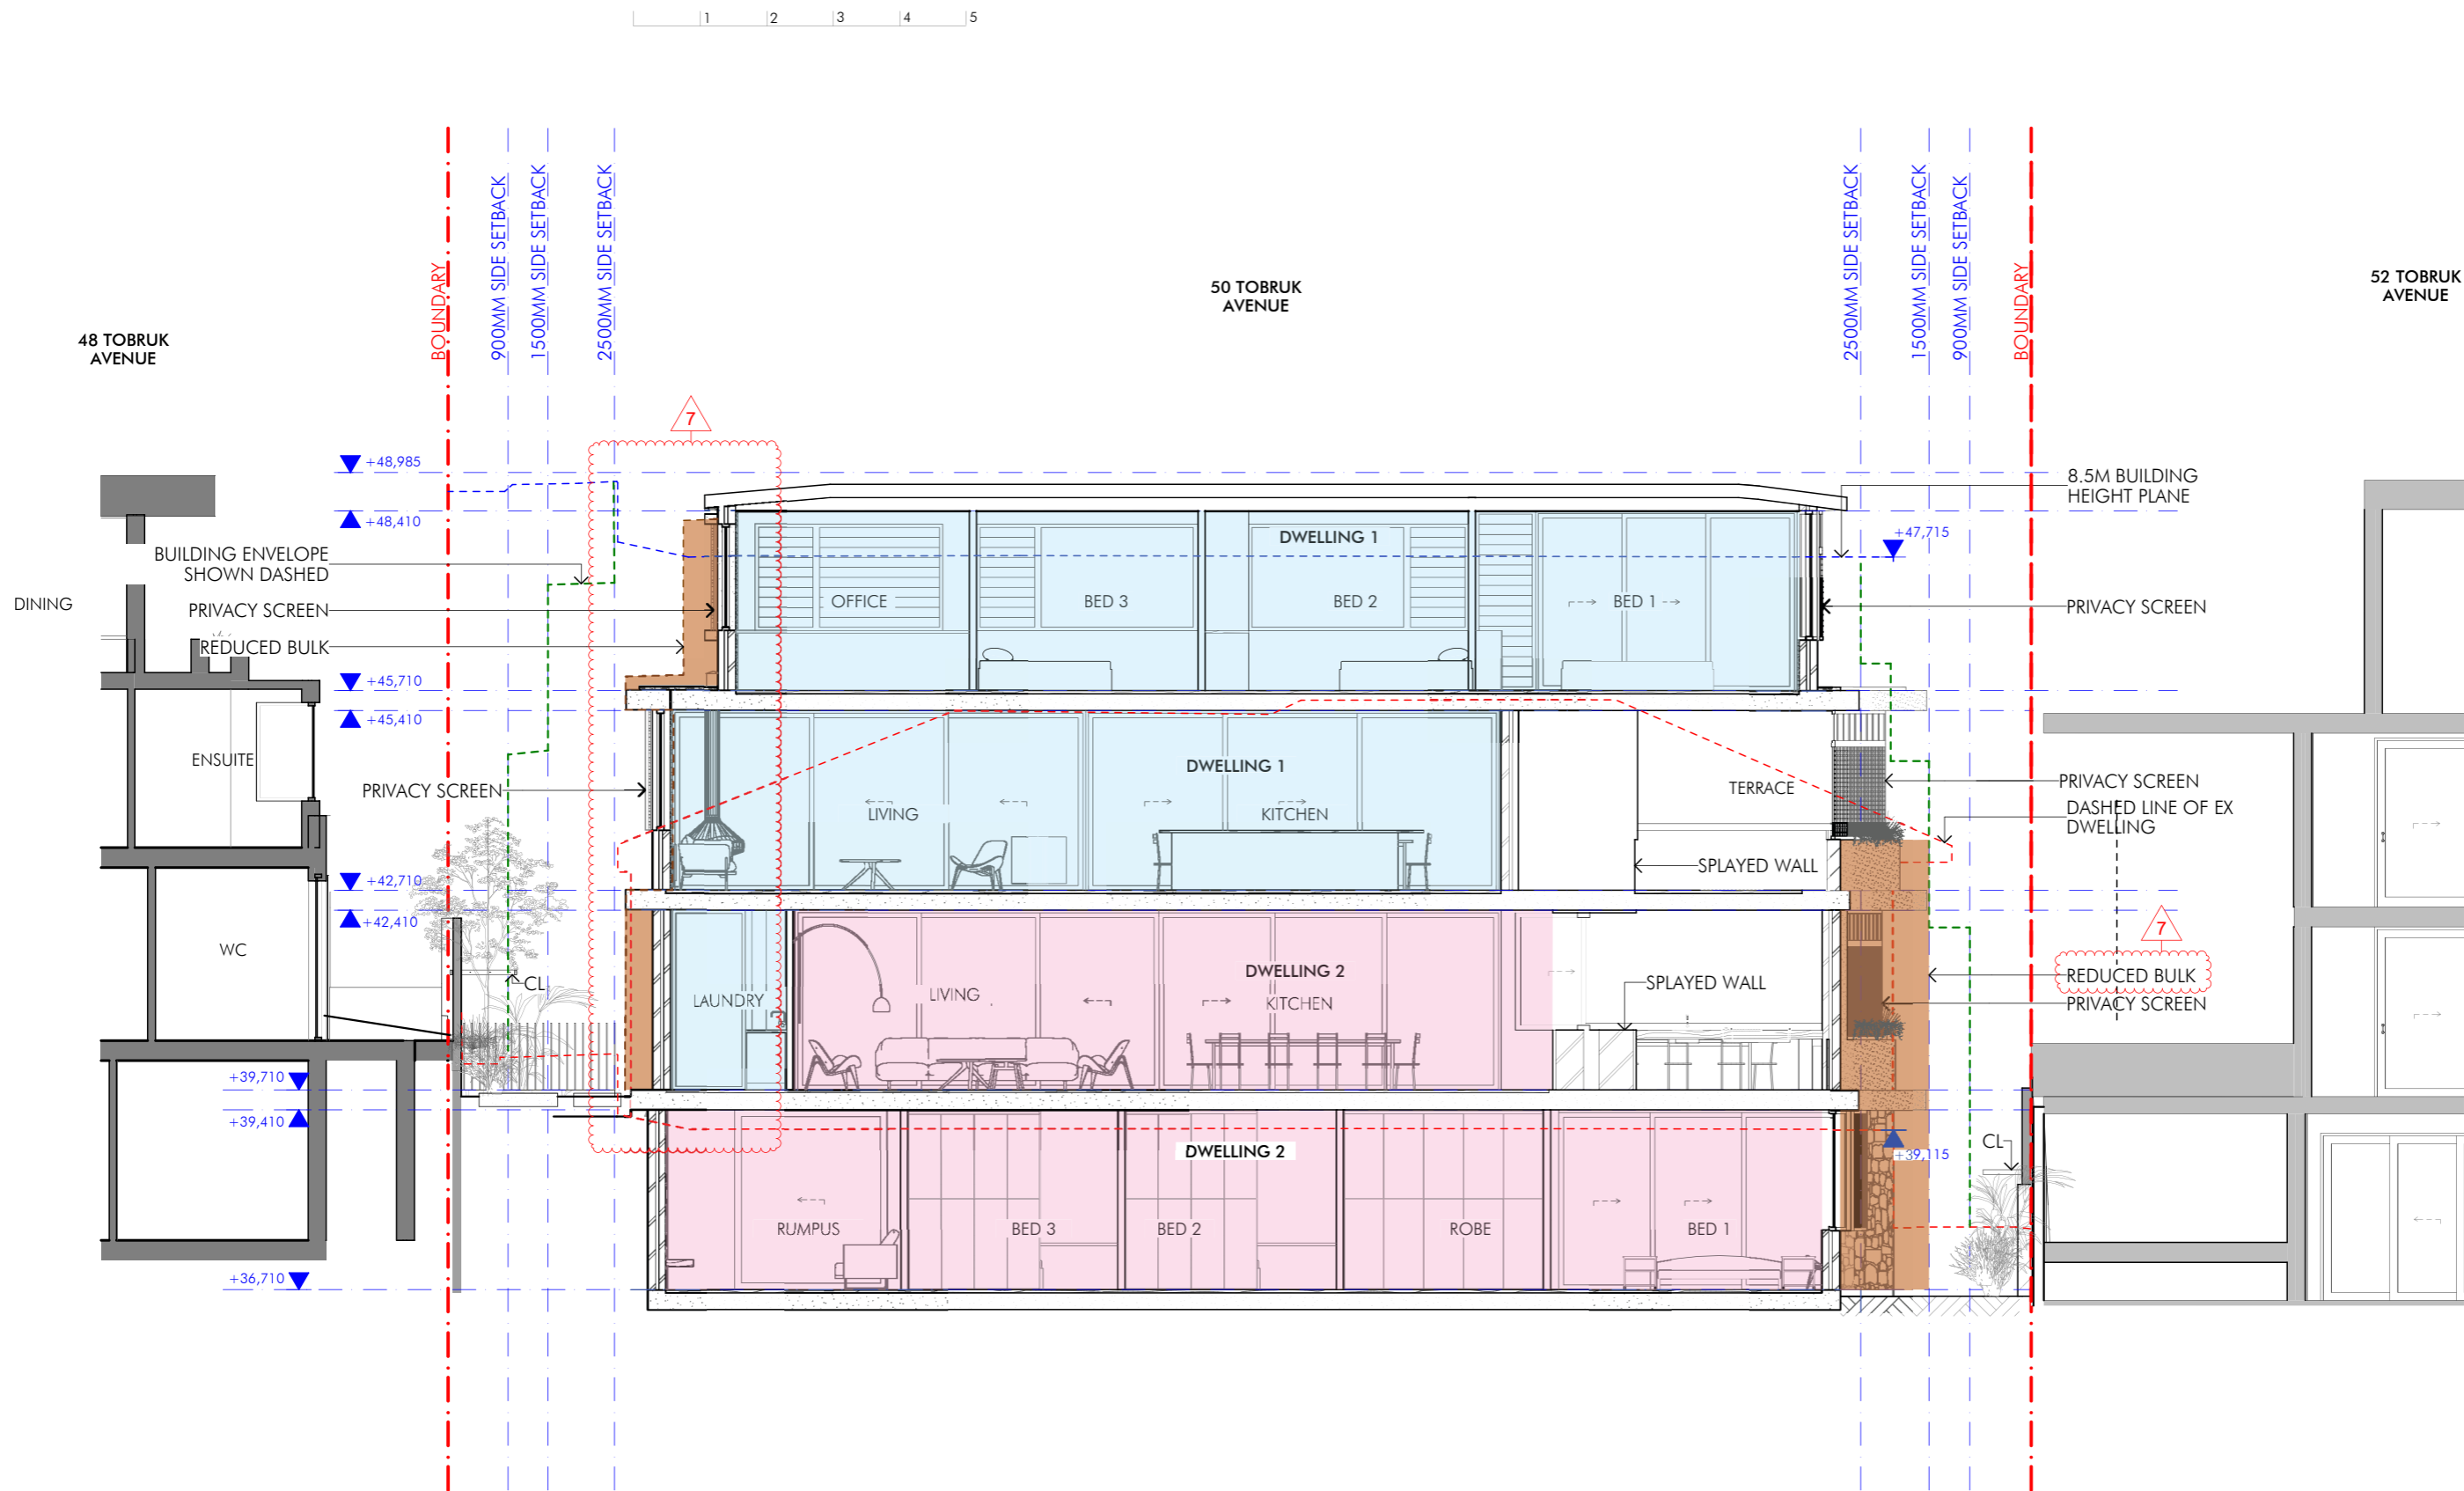 1 2 3 4 5
BOUNDARY
900MM SIDE SETBACK
1500MM SIDE SETBACK
2500MM SIDE SETBACK
2500MM SIDE SETBACK
1500MM SIDE SETBACK
900MM SIDE SETBACK
BOUNDARY
48 TOBRUK
AVENUE
50 TOBRUK
AVENUE
52 TOBRUK
AVENUE
7
+48,985
+48,410
BUILDING ENVELOPE
SHOWN DASHED
DINING
PRIVACY SCREEN
REDUCED BULK
+45,710
+45,410
ENSUITE
PRIVACY SCREEN
+42,710
+42,410
WC
CL
+39,710
+39,410
+36,710
DWELLING 1
OFFICE
BED 3
BED 2
BED 1
DWELLING 1
LIVING
KITCHEN
TERRACE
SPLAYED WALL
DWELLING 2
LAUNDRY
LIVING
KITCHEN
SPLAYED WALL
DWELLING 2
RUMPUS
BED 3
BED 2
ROBE
BED 1
8.5M BUILDING
HEIGHT PLANE
+47,715
PRIVACY SCREEN
PRIVACY SCREEN
DASHED LINE OF EX
DWELLING
7
REDUCED BULK
PRIVACY SCREEN
+39,115
CL